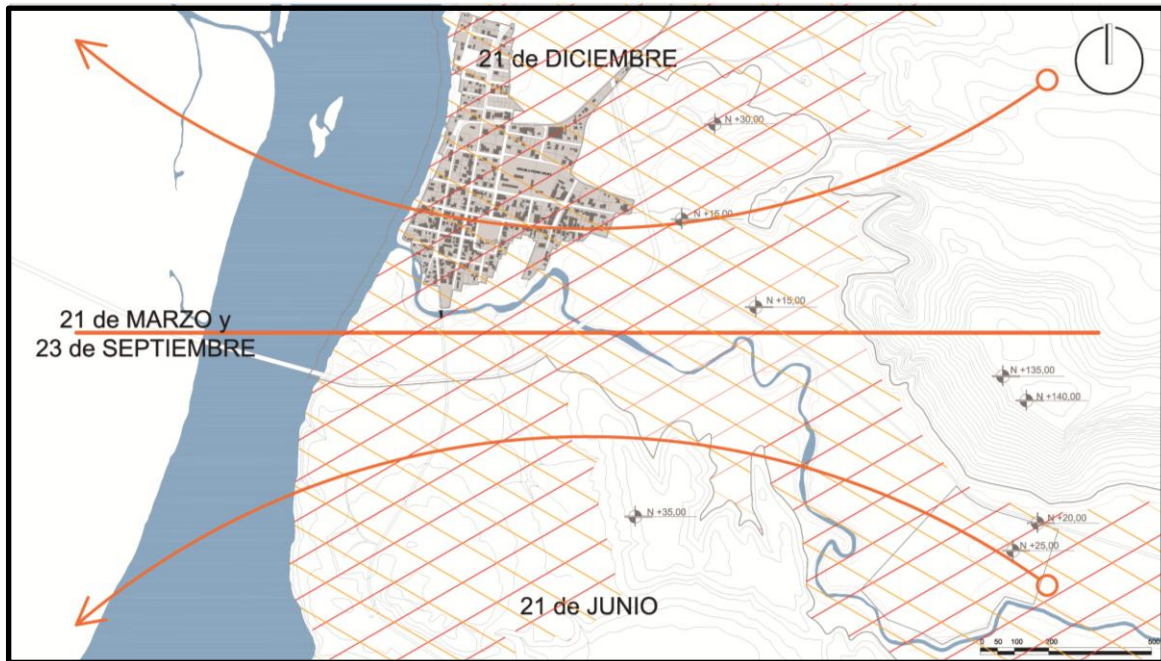 21 de DICIEMBRE
N +30,00
N +15,00
N +15,00
21 de MARZO y
23 de SEPTIEMBRE
N +135,00
N +140,00
N +35,00
N +20,00
N +25,00
21 de JUNIO
0 50 100 200 500